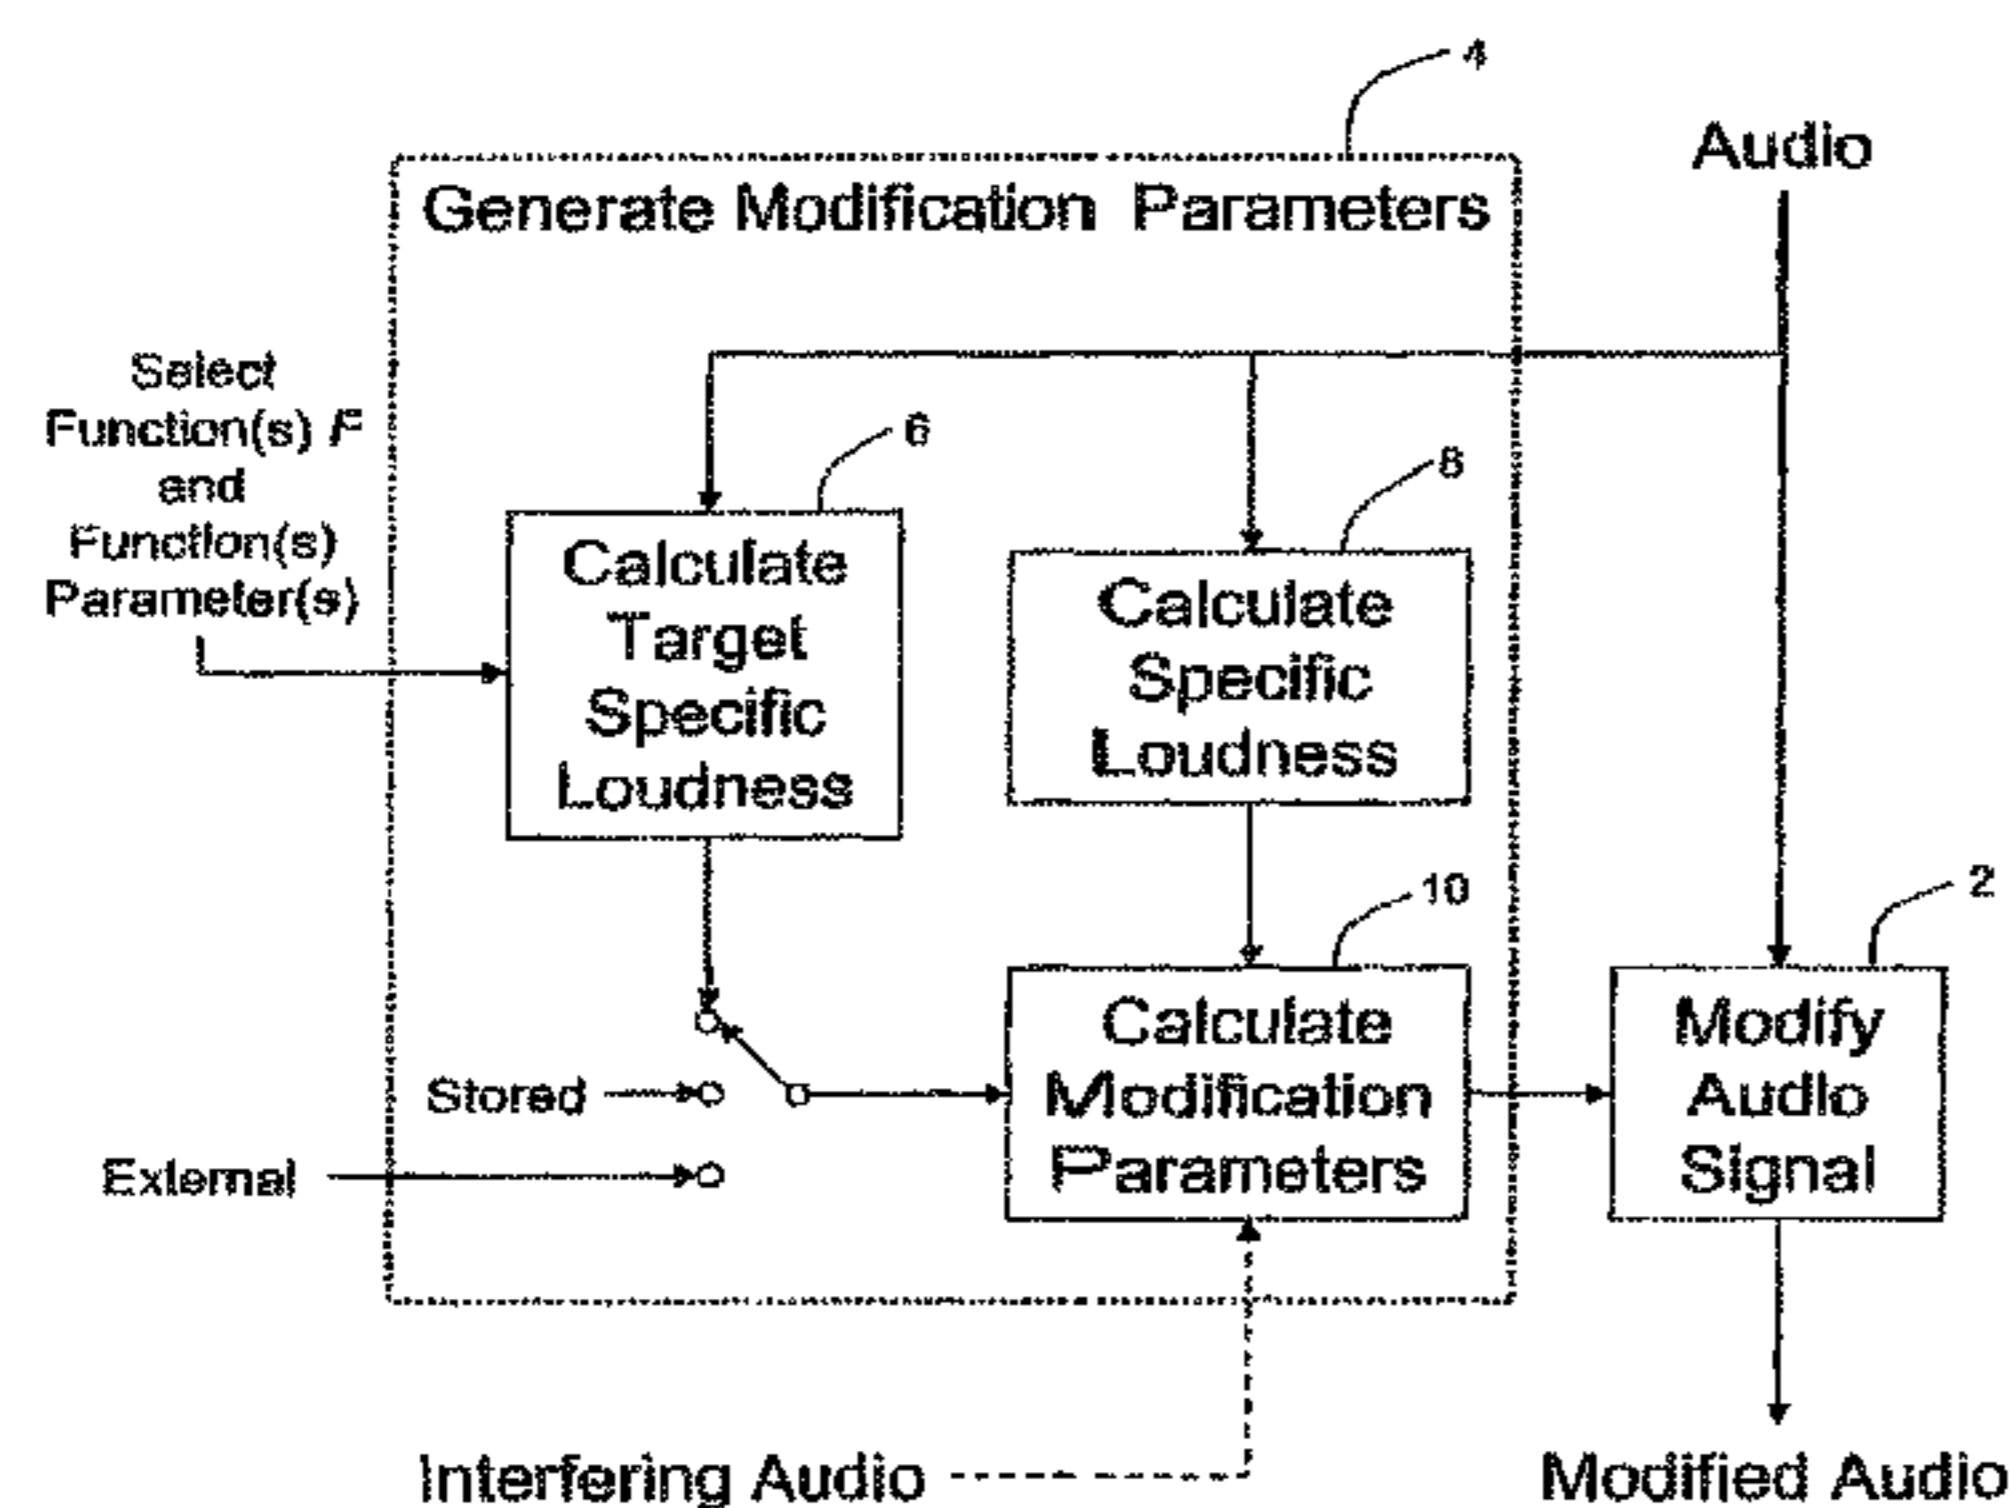 4
Audio
Generate Modification Parameters
Select
Function(s) F
and
Function(s)
Parameter(s)
6
8
Calculate
Target
Specific
Loudness
Calculate
Specific
Loudness
10
2
Calculate
Modification
Parameters
Modify
Audio
Signal
Stored
External
Interfering Audio
Modified Audio